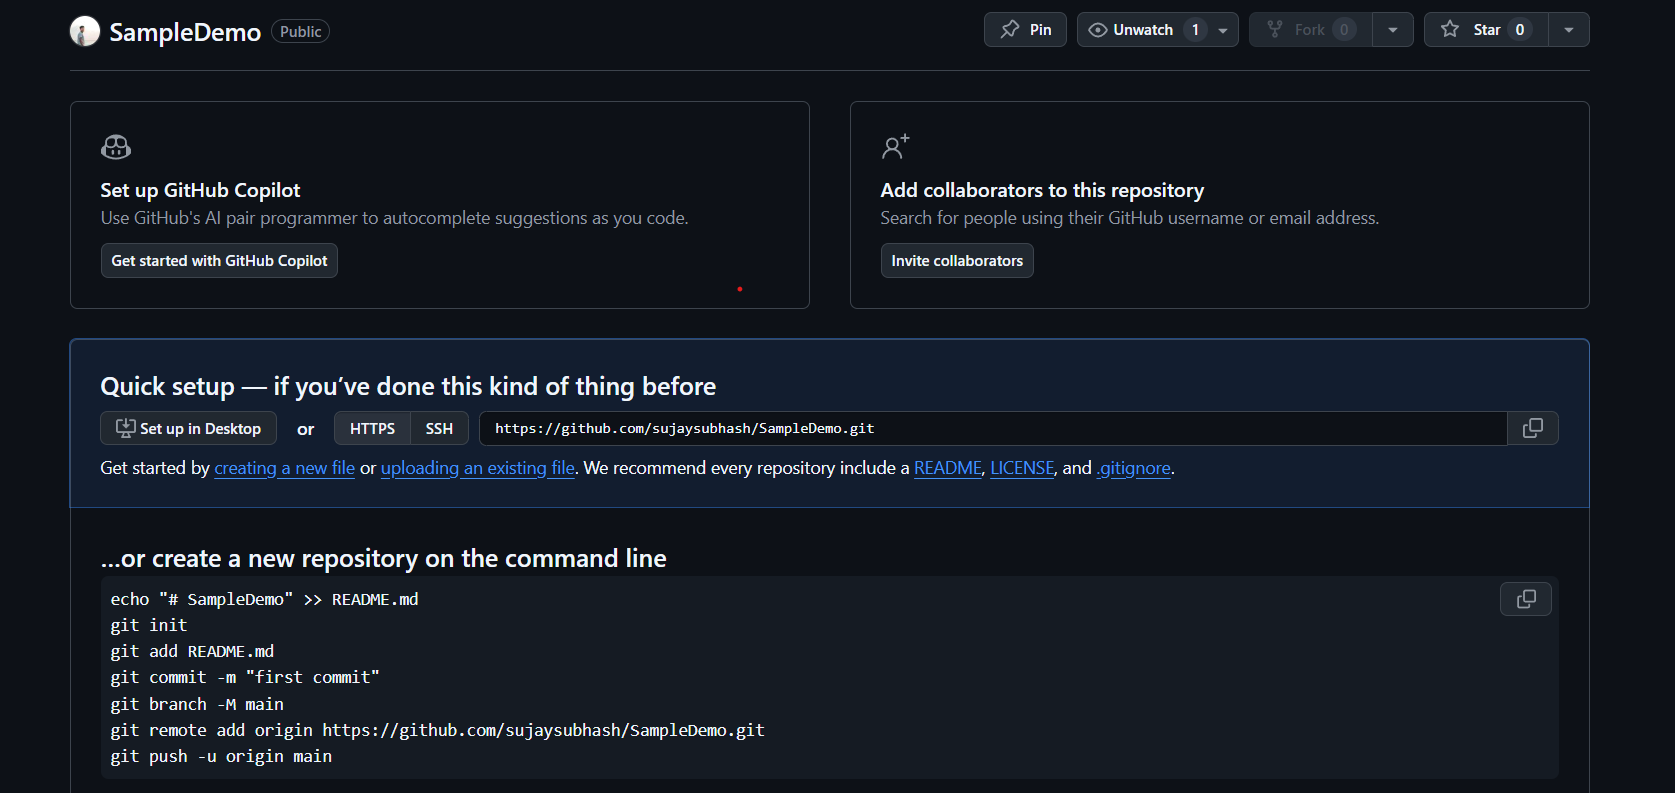 SampleDemo Public Pin Unwatch 1 Fork 0 Star 0
Set up GitHub Copilot
Use GitHub's AI pair programmer to autocomplete suggestions as you code.
Get started with GitHub Copilot
Add collaborators to this repository
Search for people using their GitHub username or email address.
Invite collaborators
Quick setup — if you’ve done this kind of thing before
Set up in Desktop or HTTPS SSH https://github.com/sujaysubhash/SampleDemo.git
Get started by creating a new file or uploading an existing file. We recommend every repository include a README, LICENSE, and .gitignore.
…or create a new repository on the command line
echo "# SampleDemo" >> README.md
git init
git add README.md
git commit -m "first commit"
git branch -M main
git remote add origin https://github.com/sujaysubhash/SampleDemo.git
git push -u origin main